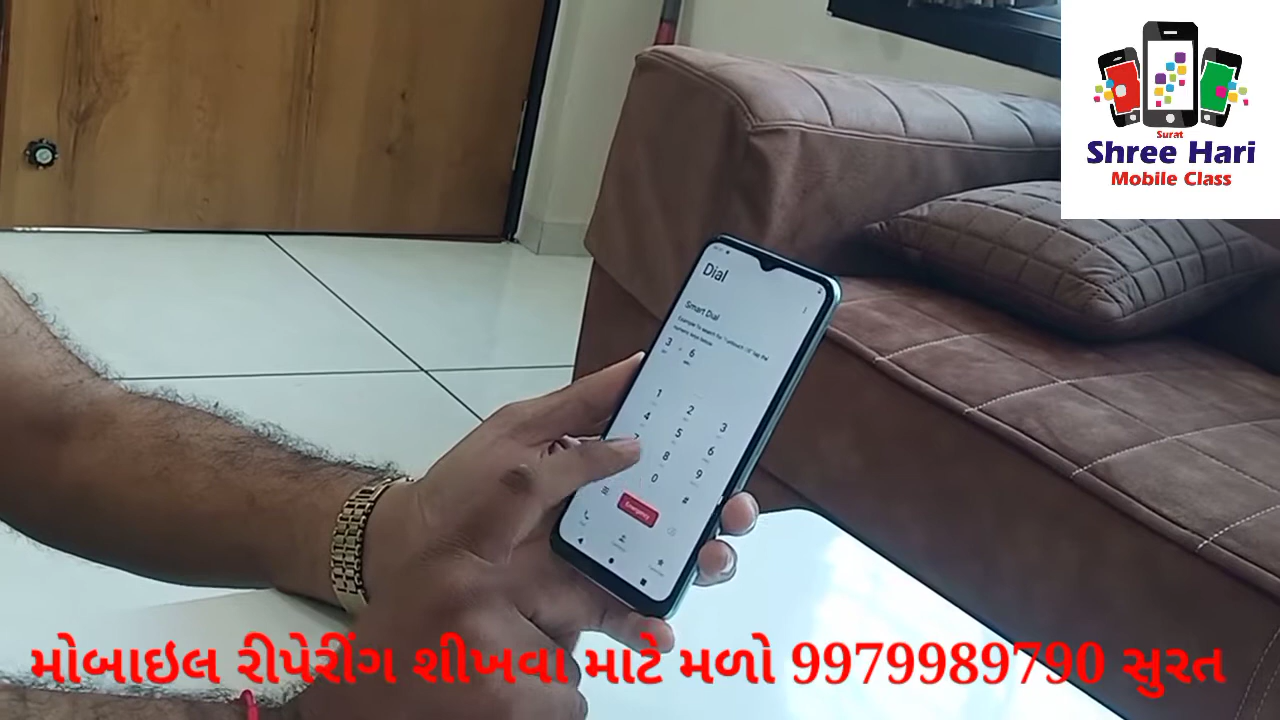 Surat
Shree Hari
Mobile Class
Dial
Smart Dial
3 6
1 2 3
4 5 6
7 8 9
0 #
Emergency
મોબાઇલ રીપેરીંગ શીખવા માટે મળો 9979989790 સુરત